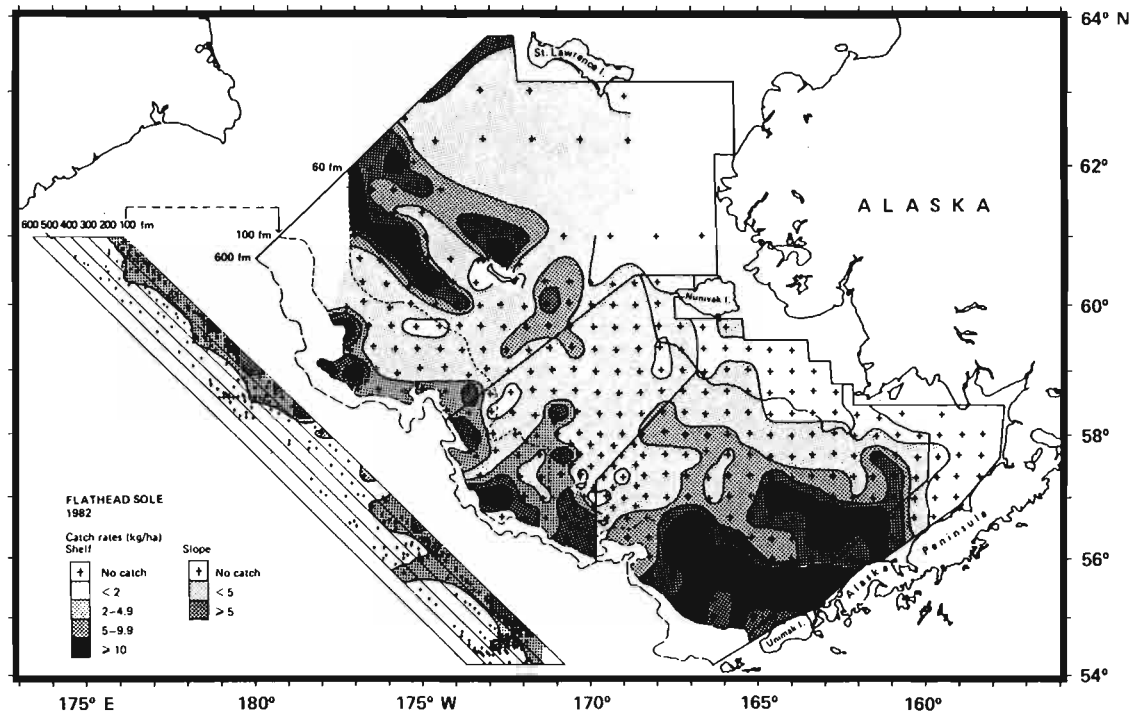 64° N
St. Lawrence I.
62°
60 fm
ALASKA
600 500 400 300 200 100 fm
100 fm
600 fm
Nunivak I.
60°
58°
FLATHEAD SOLE
1982
Catch rates (kg/ha)
Shelf
Slope
+ No catch
+ No catch
< 2
< 5
2–4.9
≥ 5
5–9.9
≥ 10
Alaska Peninsula
56°
Unimak I.
54°
175° E
180°
175° W
170°
165°
160°